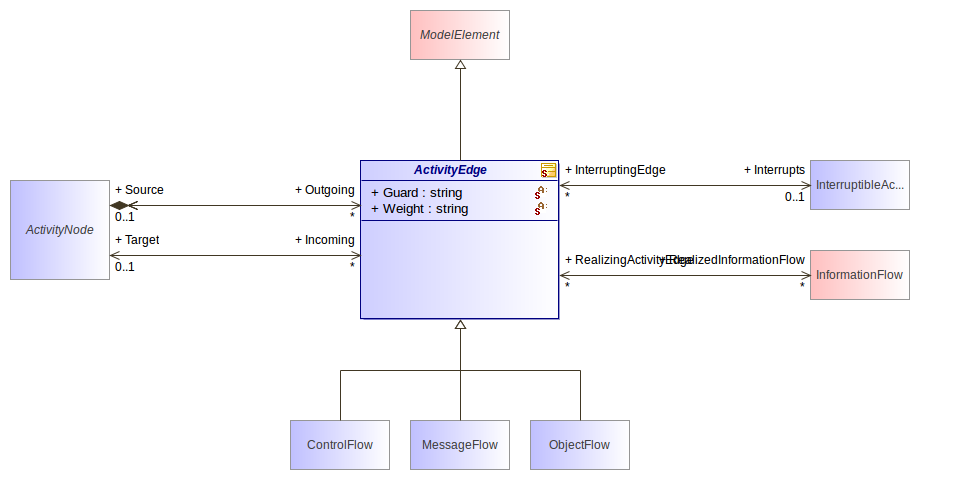 ModelElement
ActivityEdge
+ Guard : string
+ Weight : string
+ Source
+ Outgoing
0..1
*
ActivityNode
+ Target
+ Incoming
0..1
*
+ InterruptingEdge
+ Interrupts
*
0..1
InterruptibleAc...
+ RealizingActivityEdge
+ RealizedInformationFlow
*
*
InformationFlow
ControlFlow
MessageFlow
ObjectFlow